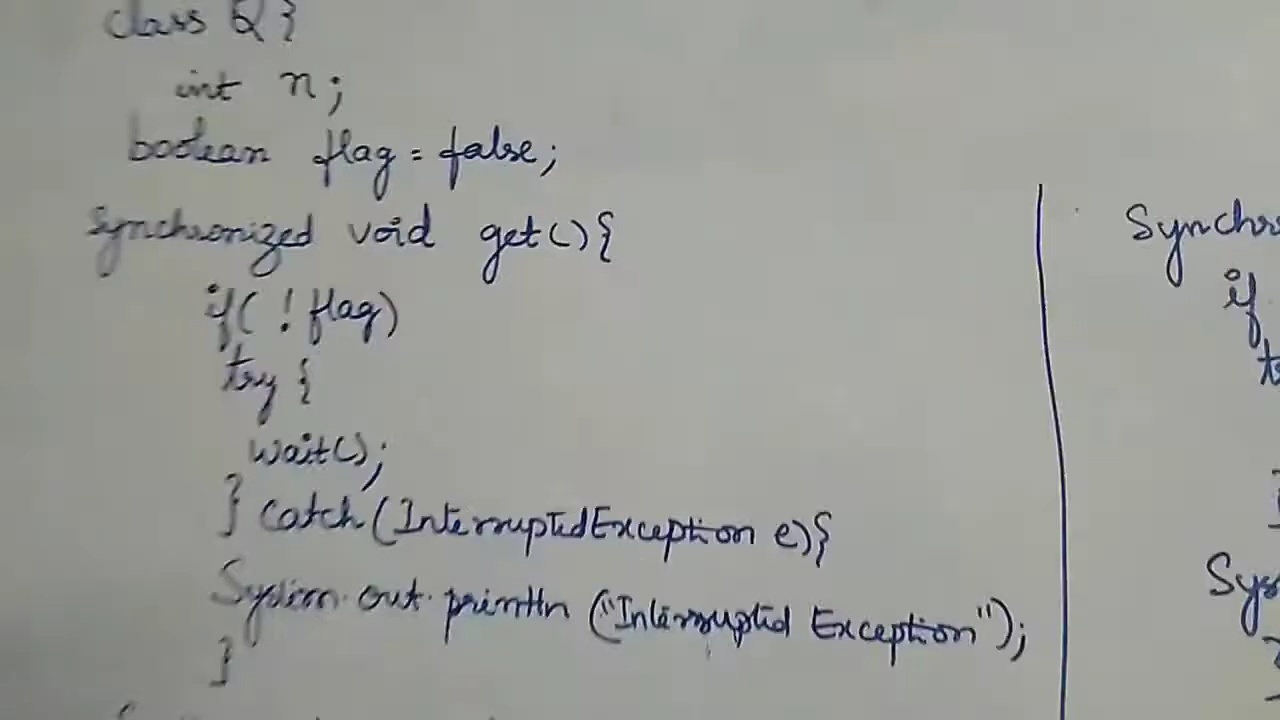 class Q {
int n;
boolean flag = false;
Synchronized void get() {
if( ! flag)
try {
wait();
} catch (InterruptedException e) {
System.out.println ("Interrupted Exception");
}
Synchr
if
t
Sys